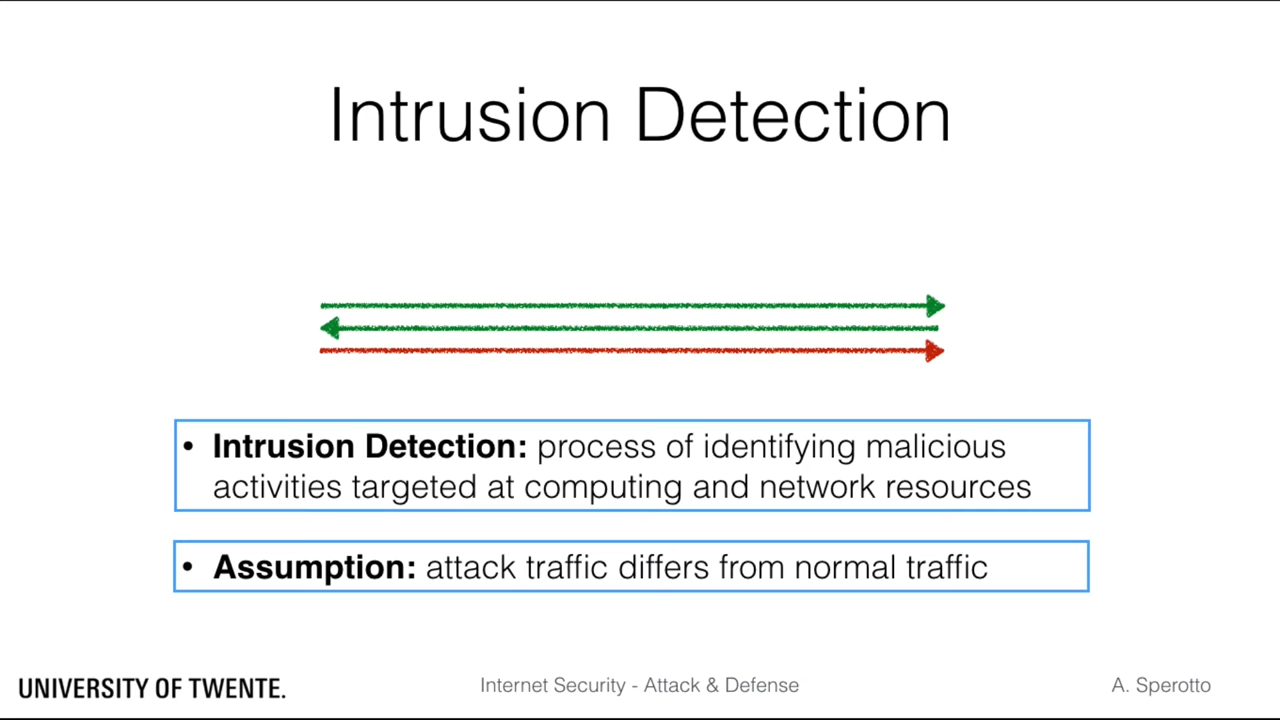 Intrusion Detection
• Intrusion Detection: process of identifying malicious
activities targeted at computing and network resources
• Assumption: attack traffic differs from normal traffic
UNIVERSITY OF TWENTE.
Internet Security - Attack & Defense
A. Sperotto